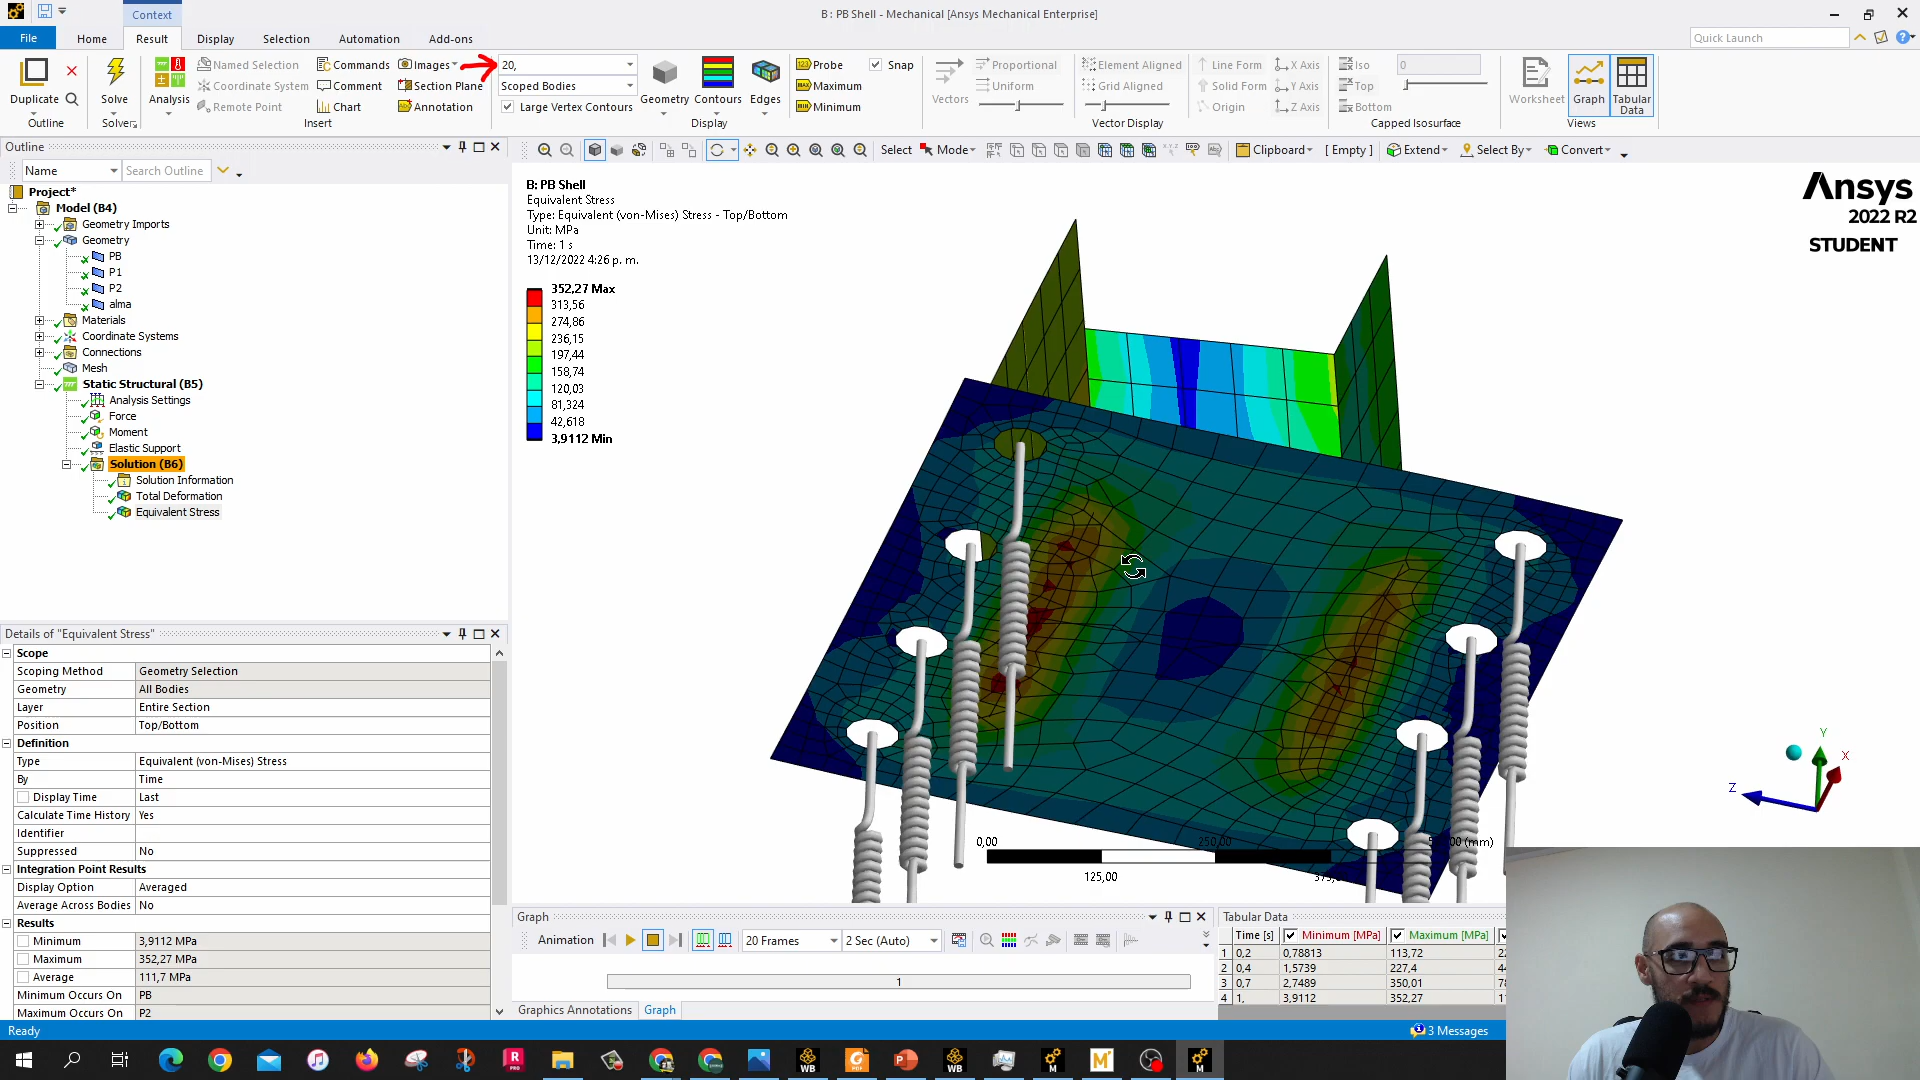 Context
B : PB Shell - Mechanical [Ansys Mechanical Enterprise]
File
Home
Result
Display
Selection
Automation
Add-ons
Quick Launch
Duplicate
Outline
Solve
Solver
Analysis
Named Selection
Coordinate System
Remote Point
Commands
Comment
Chart
Images
Section Plane
Annotation
Insert
20,
Scoped Bodies
Large Vertex Contours
Geometry
Contours
Edges
Display
Probe
Maximum
Minimum
Snap
Vectors
Proportional
Uniform
Element Aligned
Grid Aligned
Line Form
Solid Form
Origin
X Axis
Y Axis
Z Axis
Vector Display
Iso
Top
Bottom
0
Capped Isosurface
Worksheet
Graph
Tabular
Data
Views
Outline
Name
Search Outline
Project*
Model (B4)
Geometry Imports
Geometry
PB
P1
P2
alma
Materials
Coordinate Systems
Connections
Mesh
Static Structural (B5)
Analysis Settings
Force
Moment
Elastic Support
Solution (B6)
Solution Information
Total Deformation
Equivalent Stress
Select
Mode
Clipboard
[ Empty ]
Extend
Select By
Convert
B: PB Shell
Equivalent Stress
Type: Equivalent (von-Mises) Stress - Top/Bottom
Unit: MPa
Time: 1 s
13/12/2022 4:26 p. m.
352,27 Max
313,56
274,86
236,15
197,44
158,74
120,03
81,324
42,618
3,9112 Min
Ansys
2022 R2
STUDENT
Y
X
Z
0,00
250,00
(mm)
125,00
Details of "Equivalent Stress"
Scope
Scoping Method Geometry Selection
Geometry All Bodies
Layer Entire Section
Position Top/Bottom
Definition
Type Equivalent (von-Mises) Stress
By Time
Display Time Last
Calculate Time History Yes
Identifier
Suppressed No
Integration Point Results
Display Option Averaged
Average Across Bodies No
Results
Minimum 3,9112 MPa
Maximum 352,27 MPa
Average 111,7 MPa
Minimum Occurs On PB
Maximum Occurs On P2
Graph
Animation
20 Frames
2 Sec (Auto)
1
Graphics Annotations
Graph
Tabular Data
Time [s] Minimum [MPa] Maximum [MPa]
1 0,2 0,78813 113,72
2 0,4 1,5739 227,4
3 0,7 2,7489 350,01
4 1, 3,9112 352,27
Ready
3 Messages
R
PRO
WB
WB
M
M
M